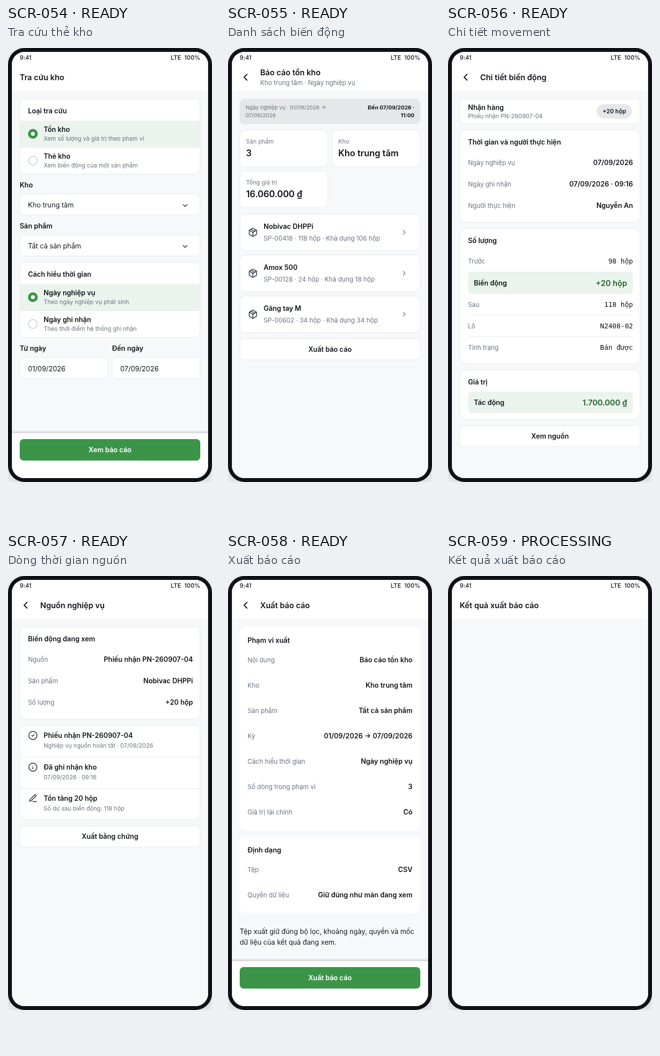 SCR-054 · READY
Tra cứu thẻ kho
9:41 LTE 100%
Tra cứu kho
Loại tra cứu
Tồn kho
Xem số lượng và giá trị theo phạm vi
Thẻ kho
Xem biến động của một sản phẩm
Kho
Kho trung tâm
Sản phẩm
Tất cả sản phẩm
Cách hiểu thời gian
Ngày nghiệp vụ
Theo ngày nghiệp vụ phát sinh
Ngày ghi nhận
Theo thời điểm hệ thống ghi nhận
Từ ngày Đến ngày
01/09/2026 07/09/2026
Xem báo cáo
SCR-055 · READY
Danh sách biến động
9:41 LTE 100%
Báo cáo tồn kho
Kho trung tâm · Ngày nghiệp vụ
Ngày nghiệp vụ · 01/09/2026 → Đến 07/09/2026 ·
07/09/2026 11:00
Sản phẩm Kho
3 Kho trung tâm
Tổng giá trị
16.060.000 ₫
Nobivac DHPPi
SP-00418 · 118 hộp · Khả dụng 106 hộp
Amox 500
SP-00128 · 24 hộp · Khả dụng 18 hộp
Găng tay M
SP-00602 · 34 hộp · Khả dụng 34 hộp
Xuất báo cáo
SCR-056 · READY
Chi tiết movement
9:41 LTE 100%
Chi tiết biến động
Nhận hàng
Phiếu nhận PN-260907-04
+20 hộp
Thời gian và người thực hiện
Ngày nghiệp vụ 07/09/2026
Ngày ghi nhận 07/09/2026 · 09:16
Người thực hiện Nguyễn An
Số lượng
Trước 98 hộp
Biến động +20 hộp
Sau 118 hộp
Lô N2408-02
Tình trạng Bán được
Giá trị
Tác động 1.700.000 ₫
Xem nguồn
SCR-057 · READY
Dòng thời gian nguồn
9:41 LTE 100%
Nguồn nghiệp vụ
Biến động đang xem
Nguồn Phiếu nhận PN-260907-04
Sản phẩm Nobivac DHPPi
Số lượng +20 hộp
Phiếu nhận PN-260907-04
Nghiệp vụ nguồn hoàn tất · 07/09/2026
Đã ghi nhận kho
07/09/2026 · 09:16
Tồn tăng 20 hộp
Số dư sau biến động: 118 hộp
Xuất bằng chứng
SCR-058 · READY
Xuất báo cáo
9:41 LTE 100%
Xuất báo cáo
Phạm vi xuất
Nội dung Báo cáo tồn kho
Kho Kho trung tâm
Sản phẩm Tất cả sản phẩm
Kỳ 01/09/2026 → 07/09/2026
Cách hiểu thời gian Ngày nghiệp vụ
Số dòng trong phạm vi 3
Giá trị tài chính Có
Định dạng
Tệp CSV
Quyền dữ liệu Giữ đúng như màn đang xem
Tệp xuất giữ đúng bộ lọc, khoảng ngày, quyền và mốc
dữ liệu của kết quả đang xem.
Xuất báo cáo
SCR-059 · PROCESSING
Kết quả xuất báo cáo
9:41 LTE 100%
Kết quả xuất báo cáo